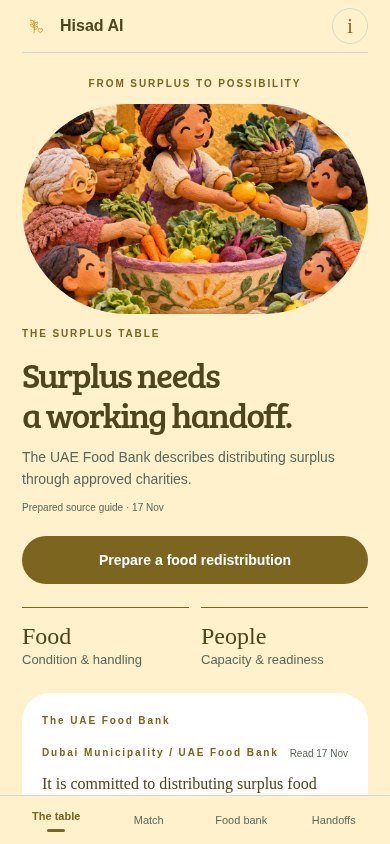 Hisad AI
i
FROM SURPLUS TO POSSIBILITY
THE SURPLUS TABLE
Surplus needs
a working handoff.
The UAE Food Bank describes distributing surplus
through approved charities.
Prepared source guide · 17 Nov
Prepare a food redistribution
Food
Condition & handling
People
Capacity & readiness
The UAE Food Bank
Dubai Municipality / UAE Food Bank
Read 17 Nov
It is committed to distributing surplus food
The table
Match
Food bank
Handoffs